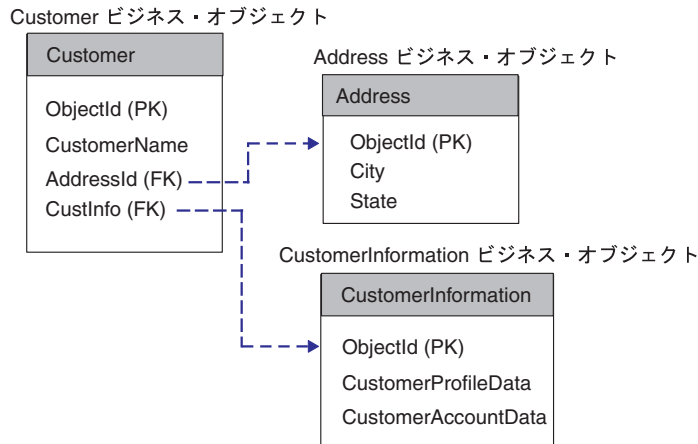 Customer ビジネス・オブジェクト
Customer
ObjectId (PK)
CustomerName
AddressId (FK)
CustInfo (FK)
Address ビジネス・オブジェクト
Address
ObjectId (PK)
City
State
CustomerInformation ビジネス・オブジェクト
CustomerInformation
ObjectId (PK)
CustomerProfileData
CustomerAccountData